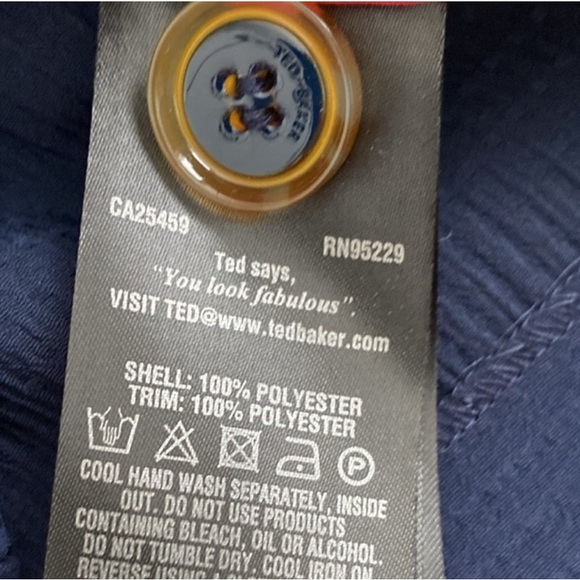 TED BAKER
CA25459
RN95229
Ted says,
"You look fabulous".
VISIT TED@www.tedbaker.com
SHELL: 100% POLYESTER
TRIM: 100% POLYESTER
P
COOL HAND WASH SEPARATELY, INSIDE
OUT. DO NOT USE PRODUCTS
CONTAINING BLEACH, OIL OR ALCOHOL.
DO NOT TUMBLE DRY. COOL IRON ON
REVERSE USING A